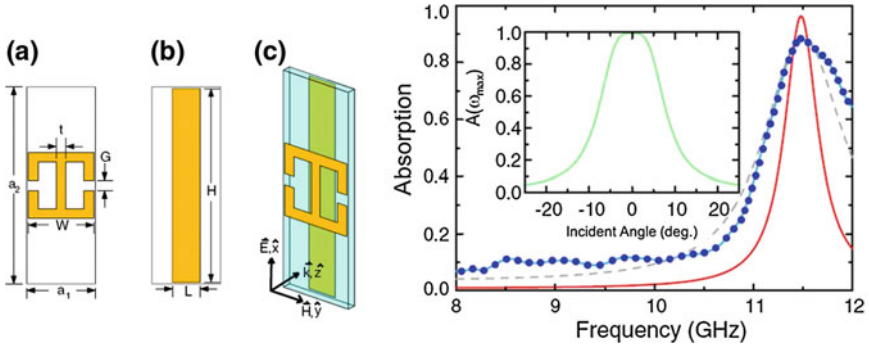 (a)
(b)
(c)
t
G
a₂
W
a₁
H
L
E,x̂
k,ẑ
H,ŷ
Absorption
1.0
0.8
0.6
0.4
0.2
0.0
8
9
10
11
12
Frequency (GHz)
A(ω_max)
1.0
0.8
0.6
0.4
0.2
0.0
-20
-10
0
10
20
Incident Angle (deg.)